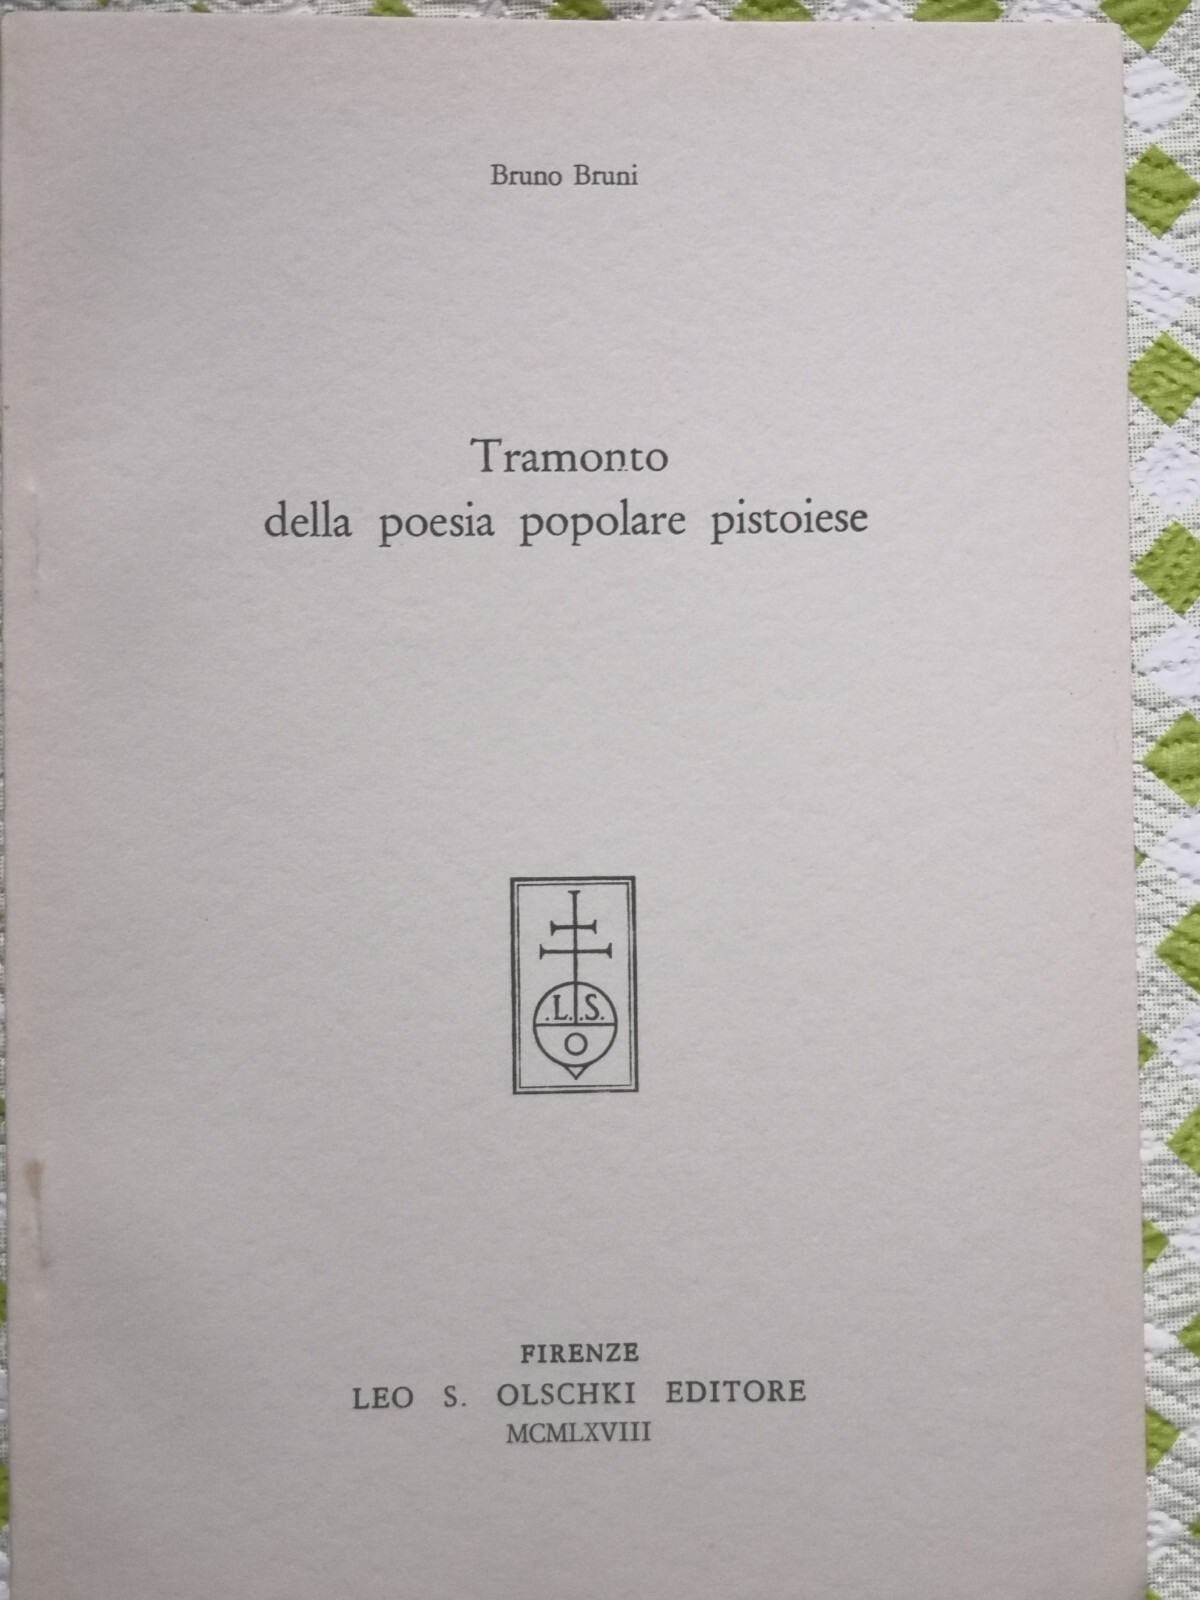 Bruno Bruni
Tramonto
della poesia popolare pistoiese
.L. .S.
O
FIRENZE
LEO S. OLSCHKI EDITORE
MCMLXVIII